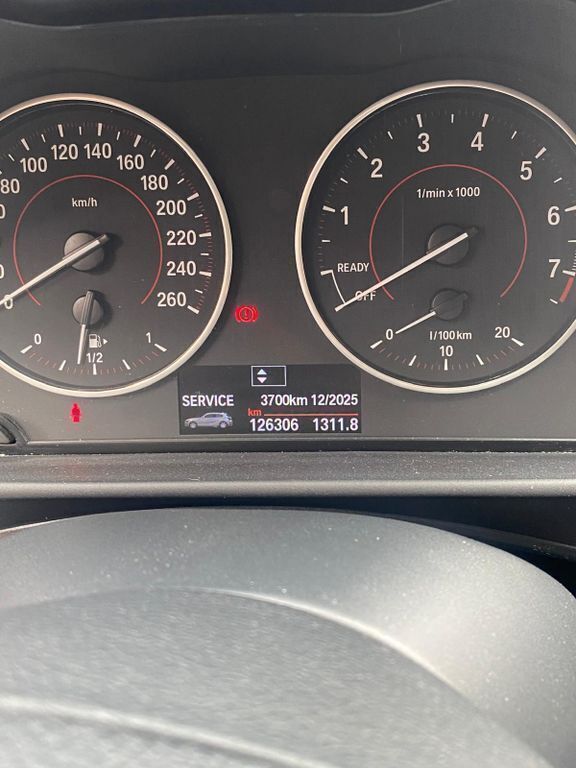 80 100 120 140 160 180 200 220 240 260
km/h
0
0 1/2 1
1 2 3 4 5 6 7
1/min x 1000
READY
OFF
0 10 20
l/100 km
SERVICE 3700km 12/2025
km
126306 1311.8